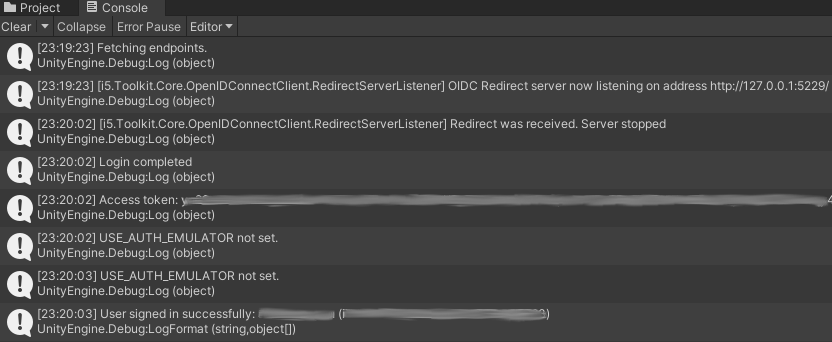 Project
Console
Clear
Collapse
Error Pause
Editor
[23:19:23] Fetching endpoints.
UnityEngine.Debug:Log (object)
[23:19:23] [i5.Toolkit.Core.OpenIDConnectClient.RedirectServerListener] OIDC Redirect server now listening on address http://127.0.0.1:5229/
UnityEngine.Debug:Log (object)
[23:20:02] [i5.Toolkit.Core.OpenIDConnectClient.RedirectServerListener] Redirect was received. Server stopped
UnityEngine.Debug:Log (object)
[23:20:02] Login completed
UnityEngine.Debug:Log (object)
[23:20:02] Access token:
UnityEngine.Debug:Log (object)
[23:20:02] USE_AUTH_EMULATOR not set.
UnityEngine.Debug:Log (object)
[23:20:03] USE_AUTH_EMULATOR not set.
UnityEngine.Debug:Log (object)
[23:20:03] User signed in successfully: ( )
UnityEngine.Debug:LogFormat (string,object[])